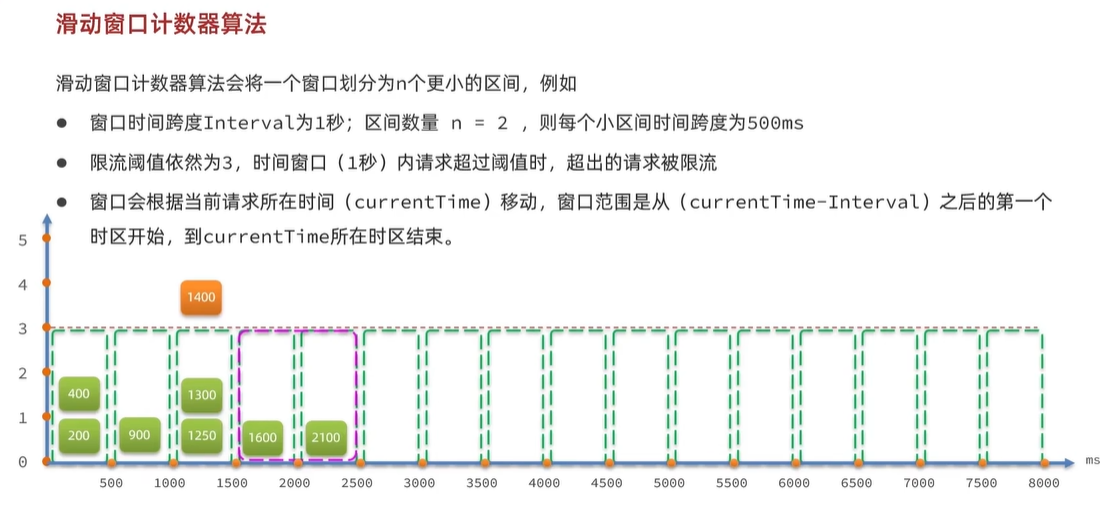 滑动窗口计数器算法
滑动窗口计数器算法会将一个窗口划分为n个更小的区间，例如
● 窗口时间跨度Interval为1秒；区间数量 n = 2 ，则每个小区间时间跨度为500ms
● 限流阈值依然为3，时间窗口（1秒）内请求超过阈值时，超出的请求被限流
● 窗口会根据当前请求所在时间（currentTime）移动，窗口范围是从（currentTime-Interval）之后的第一个
时区开始，到currentTime所在时区结束。
5
4
1400
3
2
400
1300
1
200
900
1250
1600
2100
0
ms
500 1000 1500 2000 2500 3000 3500 4000 4500 5000 5500 6000 6500 7000 7500 8000